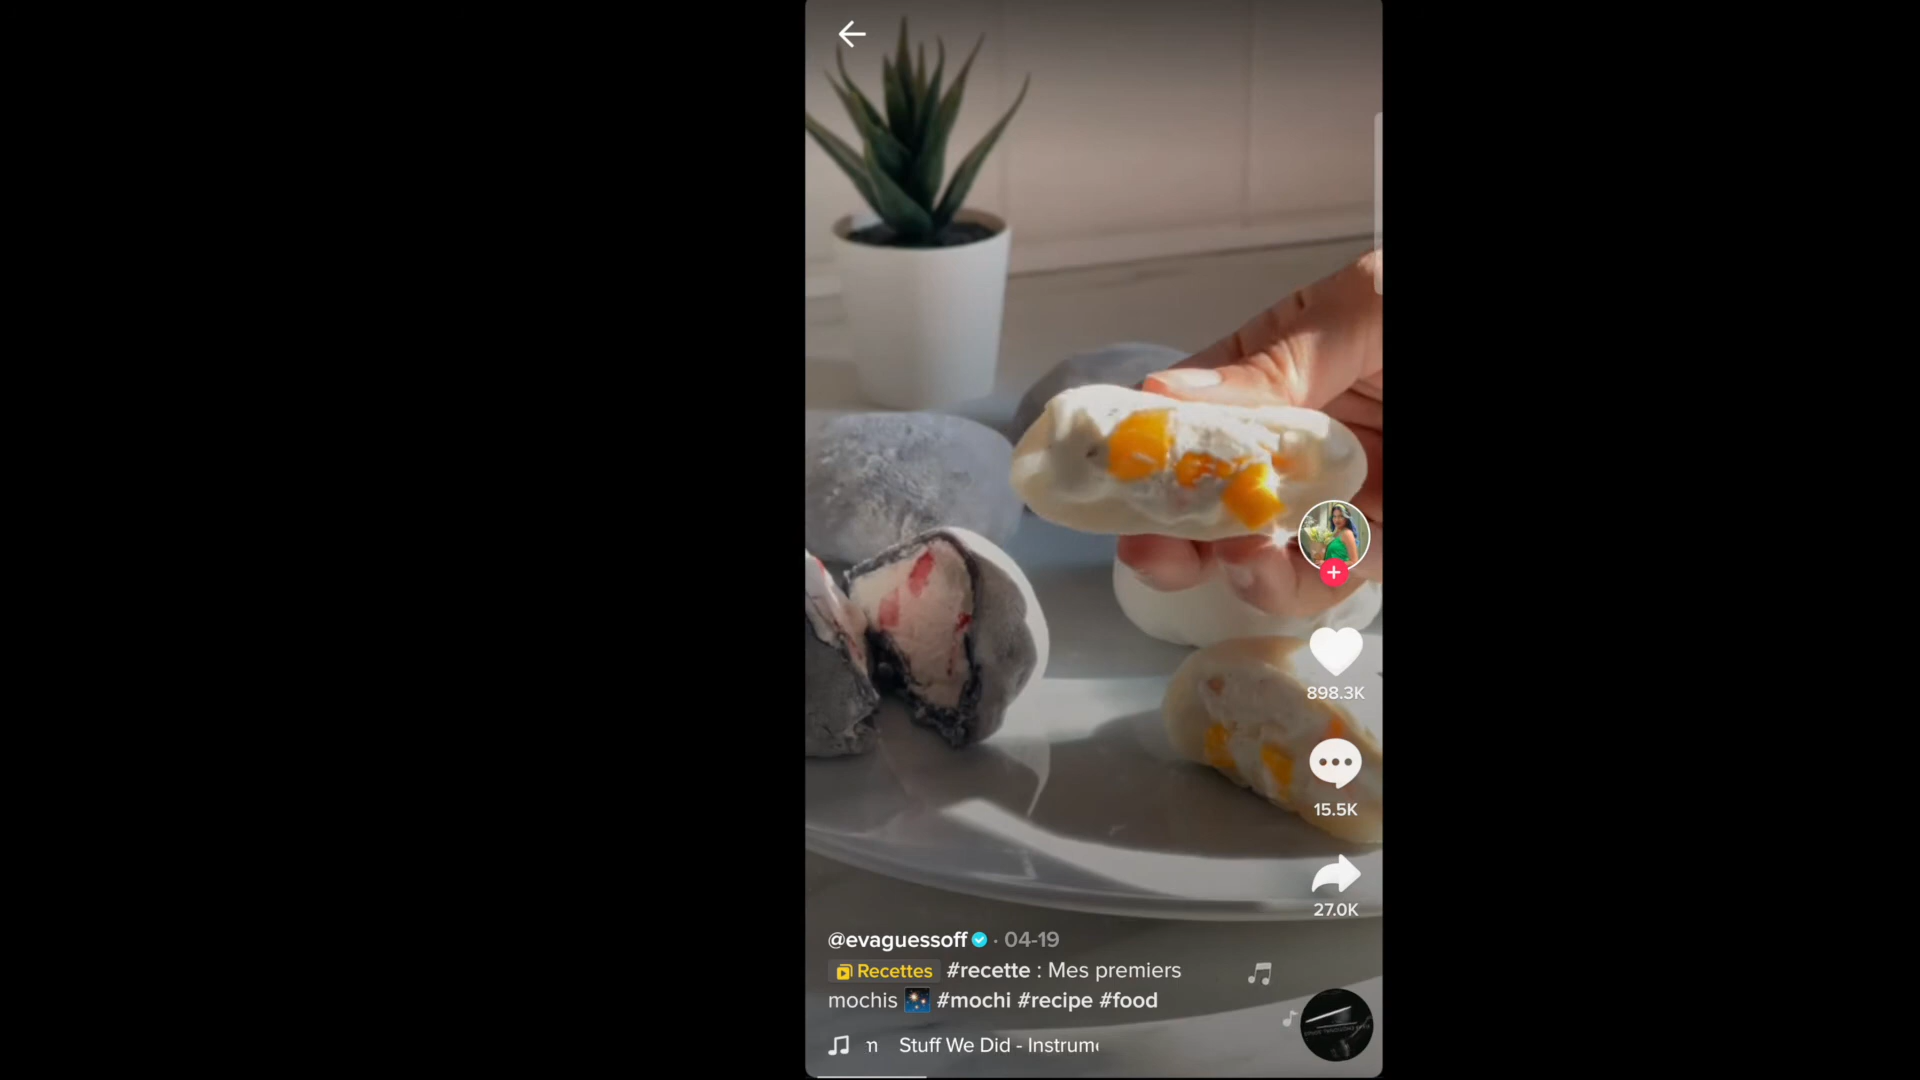 898.3K
15.5K
27.0K
@evaguessoff · 04-19
Recettes #recette : Mes premiers
mochis 🎇 #mochi #recipe #food
m Stuff We Did - Instrume